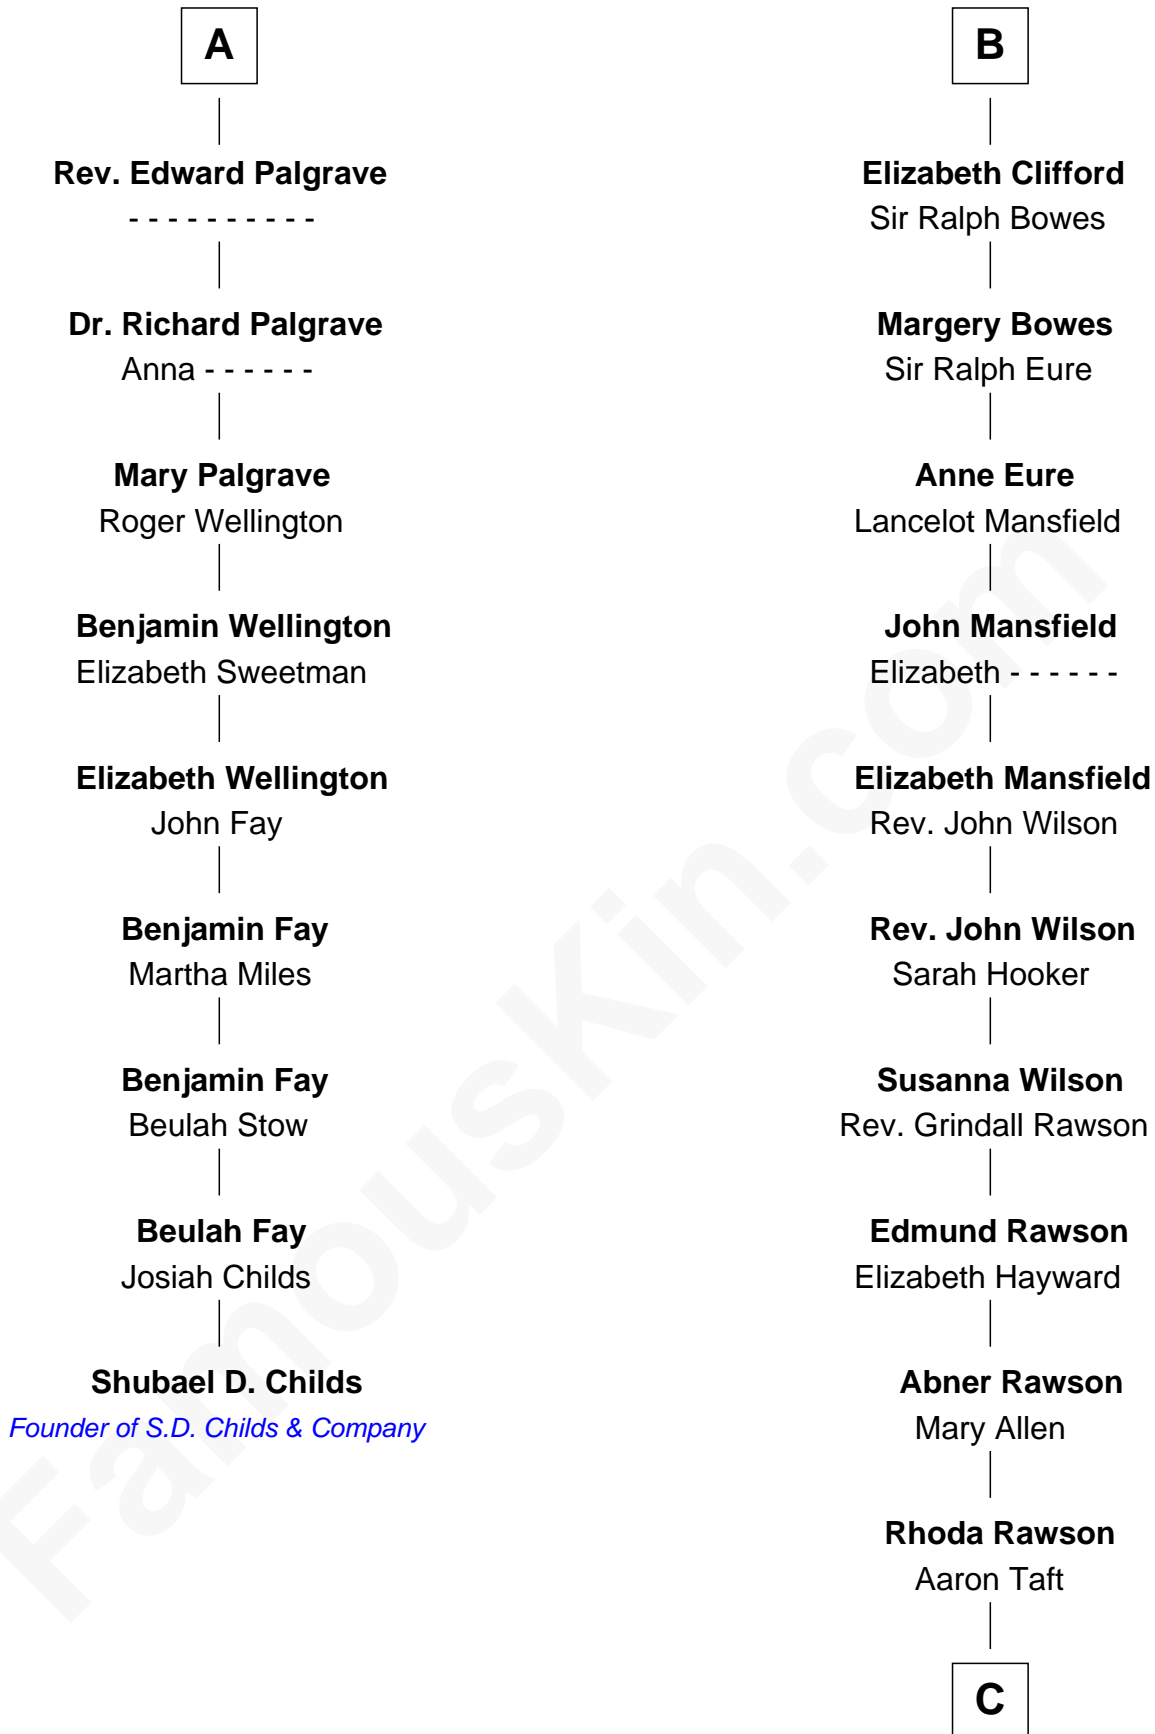 A
Rev. Edward Palgrave
- - - - - - - - - -
Dr. Richard Palgrave
Anna - - - - - -
Mary Palgrave
Roger Wellington
Benjamin Wellington
Elizabeth Sweetman
Elizabeth Wellington
John Fay
Benjamin Fay
Martha Miles
Benjamin Fay
Beulah Stow
Beulah Fay
Josiah Childs
Shubael D. Childs
Founder of S.D. Childs & Company
B
Elizabeth Clifford
Sir Ralph Bowes
Margery Bowes
Sir Ralph Eure
Anne Eure
Lancelot Mansfield
John Mansfield
Elizabeth - - - - - -
Elizabeth Mansfield
Rev. John Wilson
Rev. John Wilson
Sarah Hooker
Susanna Wilson
Rev. Grindall Rawson
Edmund Rawson
Elizabeth Hayward
Abner Rawson
Mary Allen
Rhoda Rawson
Aaron Taft
C
FamousKin.com